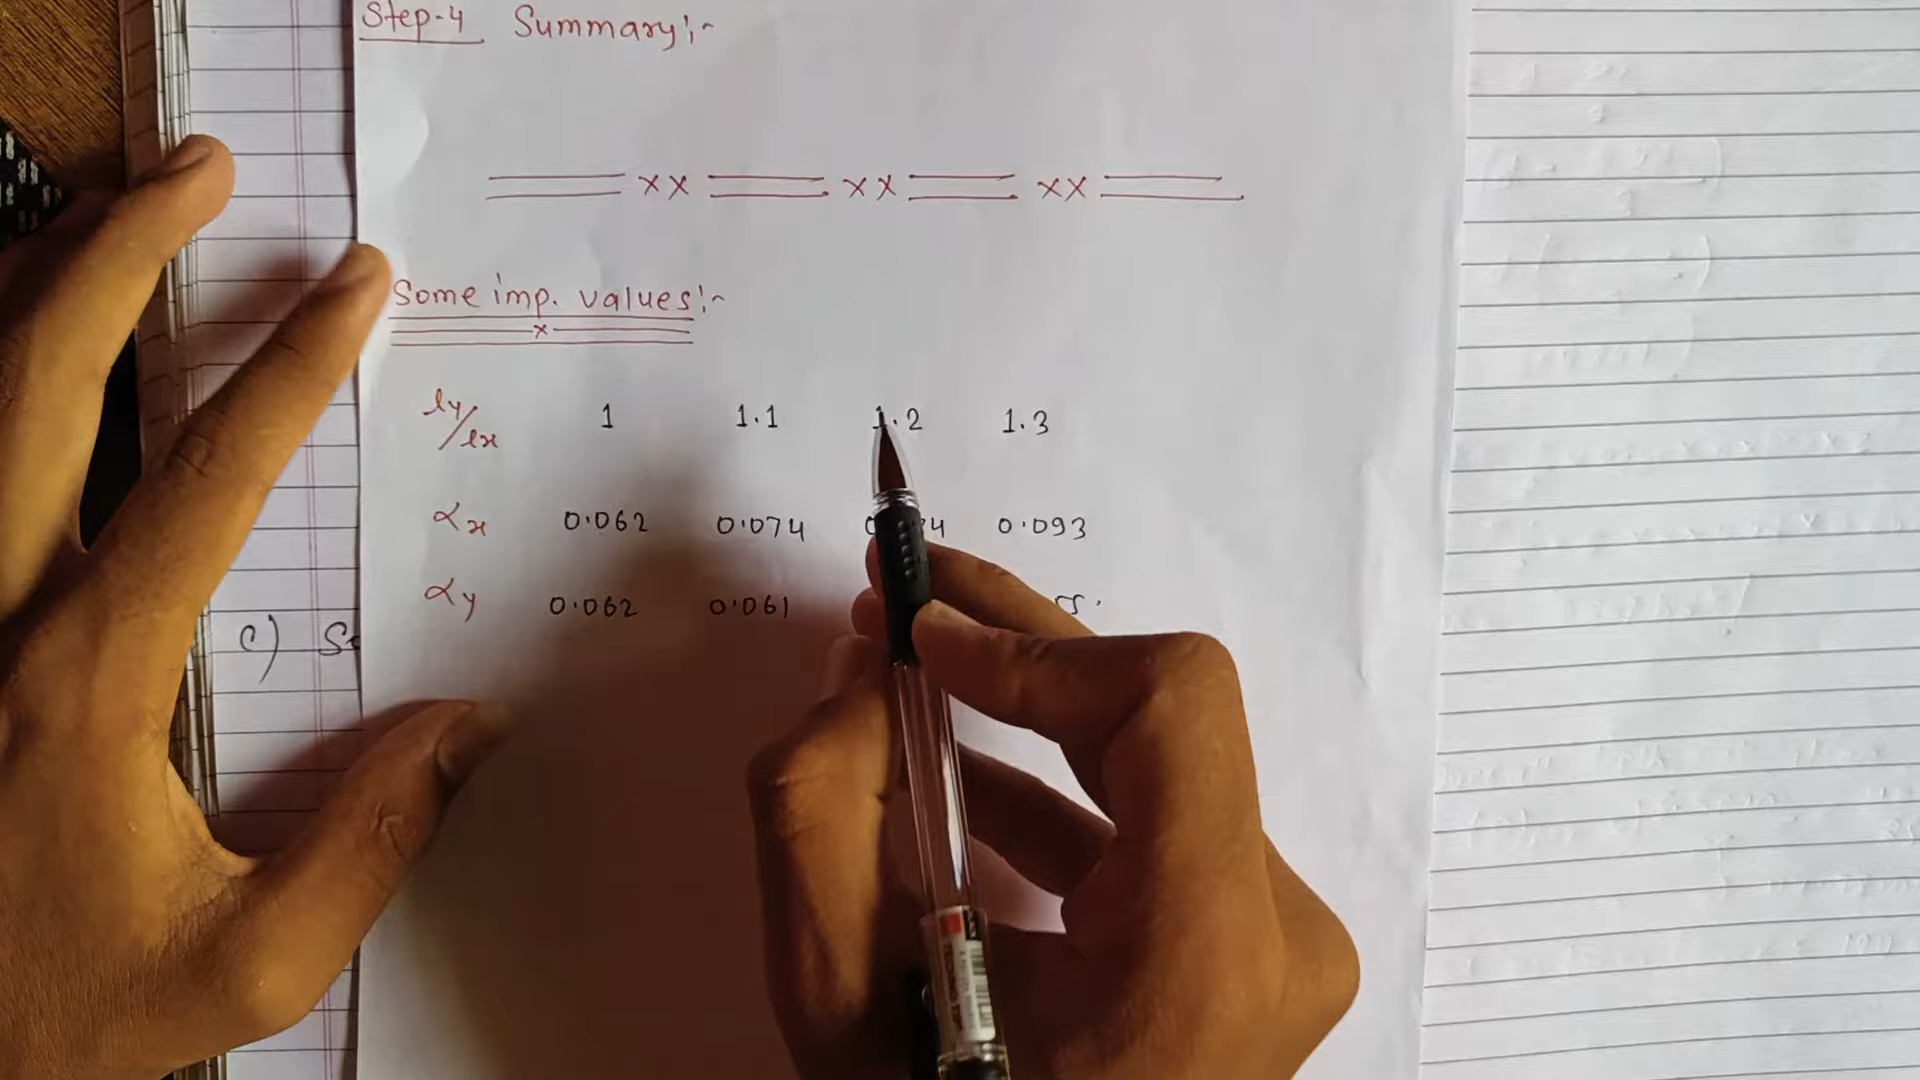 Step-4 Summary:-
xx xx xx
Some imp. values:-
x
ly/lx 1 1.1 1.2 1.3
αx 0.062 0.074 0.093
αy 0.062 0.061
c)